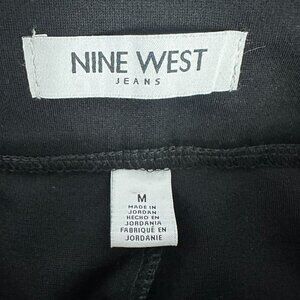 NINE WEST
JEANS
M
MADE IN
JORDAN
HECHO EN
JORDANIA
FABRIQUÉ EN
JORDANIE